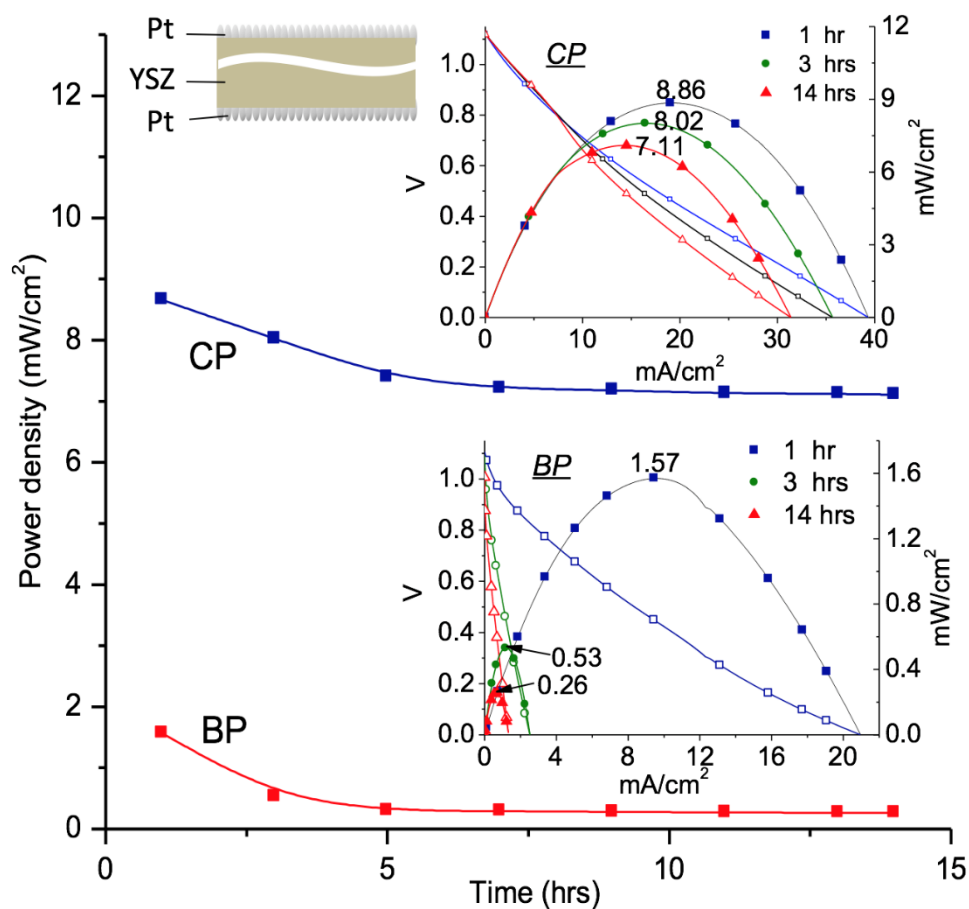 Pt
YSZ
Pt
CP
1 hr
3 hrs
14 hrs
8.86
8.02
7.11
V
1.0
0.8
0.6
0.4
0.2
0.0
12
9
6
3
0
mW/cm²
0 10 20 30 40
mA/cm²
BP
1 hr
3 hrs
14 hrs
1.57
0.53
0.26
V
1.0
0.8
0.6
0.4
0.2
0.0
1.6
1.2
0.8
0.4
0.0
mW/cm²
0 4 8 12 16 20
mA/cm²
CP
BP
Power density (mW/cm²)
12
10
8
6
4
2
0
0 5 10 15
Time (hrs)